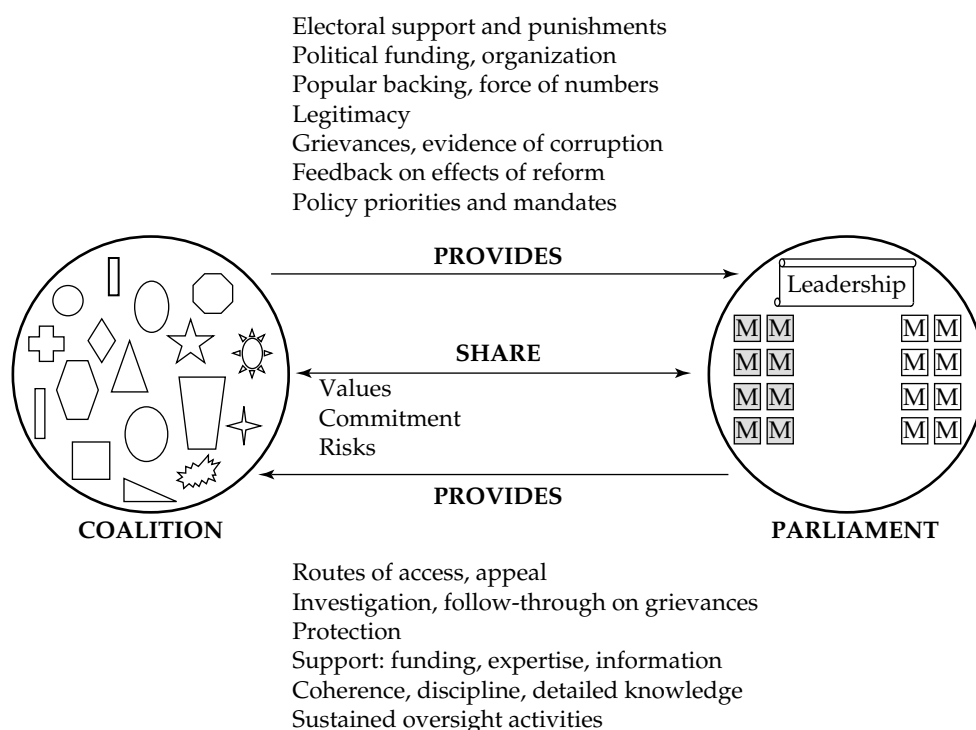 Electoral support and punishments
Political funding, organization
Popular backing, force of numbers
Legitimacy
Grievances, evidence of corruption
Feedback on effects of reform
Policy priorities and mandates
PROVIDES
Leadership
M M M M
SHARE
M M M M
Values
Commitment
M M M M
Risks
M M M M
PROVIDES
COALITION
PARLIAMENT
Routes of access, appeal
Investigation, follow-through on grievances
Protection
Support: funding, expertise, information
Coherence, discipline, detailed knowledge
Sustained oversight activities